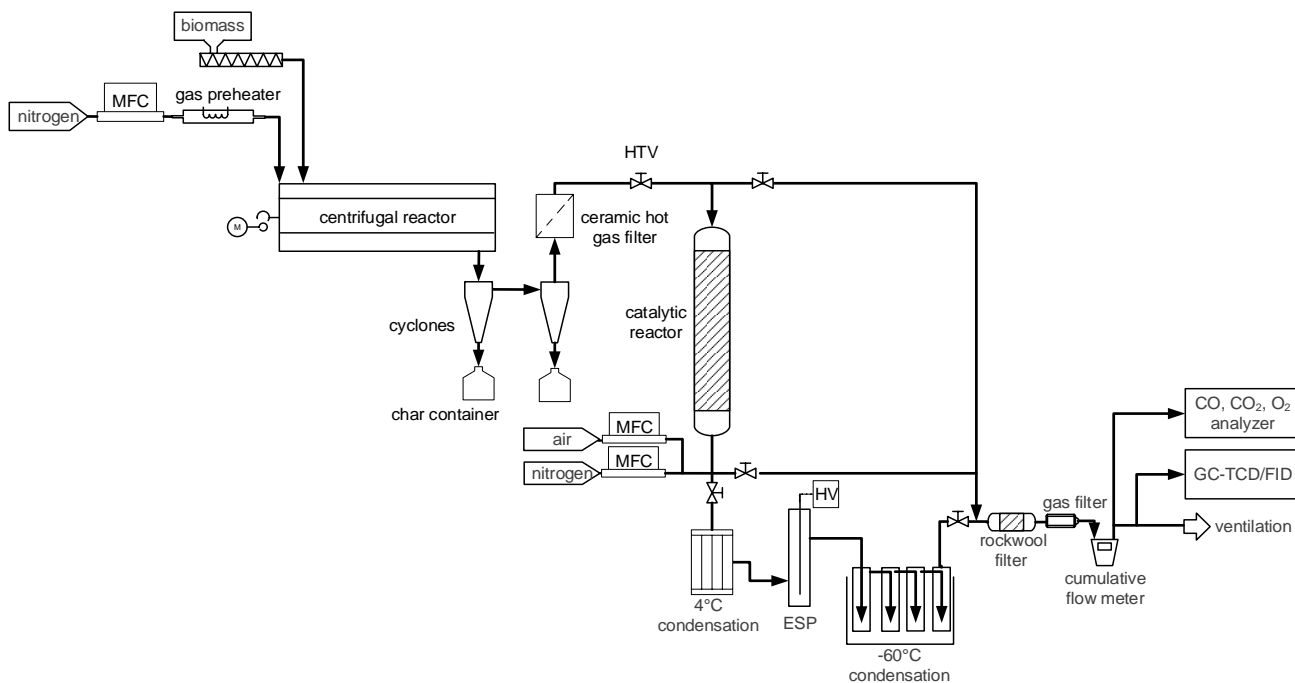 biomass
MFC
gas preheater
nitrogen
HTV
centrifugal reactor
M
ceramic hot
gas filter
cyclones
catalytic
reactor
char container
CO, CO₂, O₂
analyzer
MFC
air
MFC
nitrogen
GC-TCD/FID
HV
gas filter
ventilation
rockwool
filter
cumulative
flow meter
4°C
condensation
ESP
-60°C
condensation